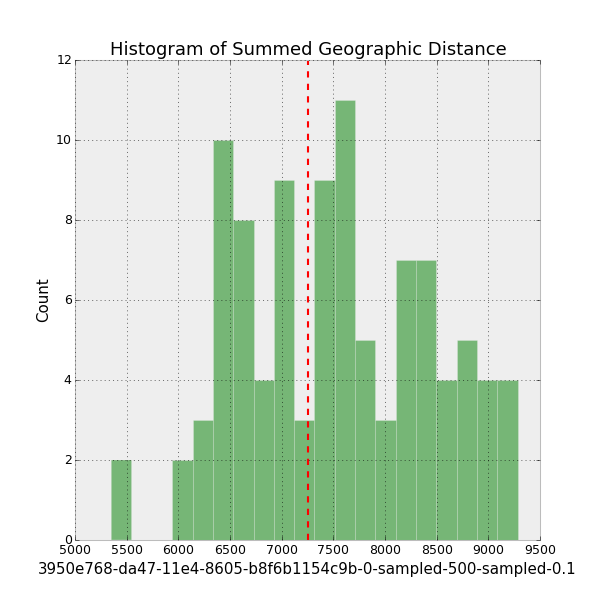 Histogram of Summed Geographic Distance
12
10
8
6
4
2
0
Count
5000 5500 6000 6500 7000 7500 8000 8500 9000 9500
3950e768-da47-11e4-8605-b8f6b1154c9b-0-sampled-500-sampled-0.1